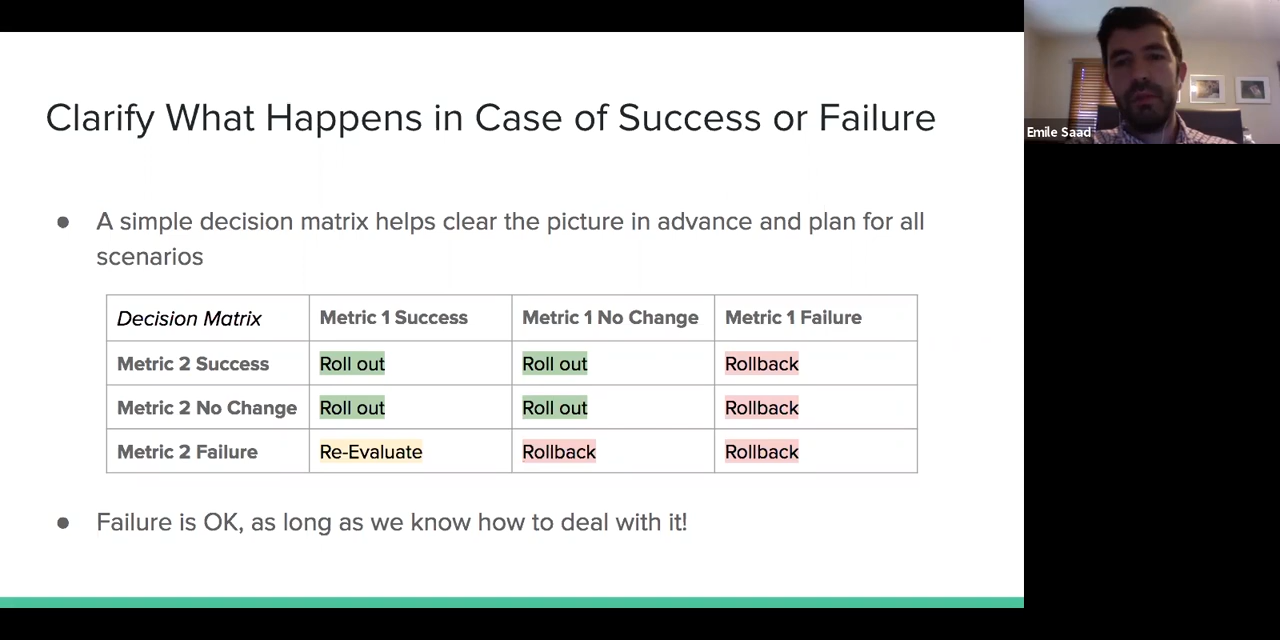 Clarify What Happens in Case of Success or Failure
Emile Saad
● A simple decision matrix helps clear the picture in advance and plan for all
scenarios
Decision Matrix Metric 1 Success Metric 1 No Change Metric 1 Failure
Metric 2 Success Roll out Roll out Rollback
Metric 2 No Change Roll out Roll out Rollback
Metric 2 Failure Re-Evaluate Rollback Rollback
● Failure is OK, as long as we know how to deal with it!